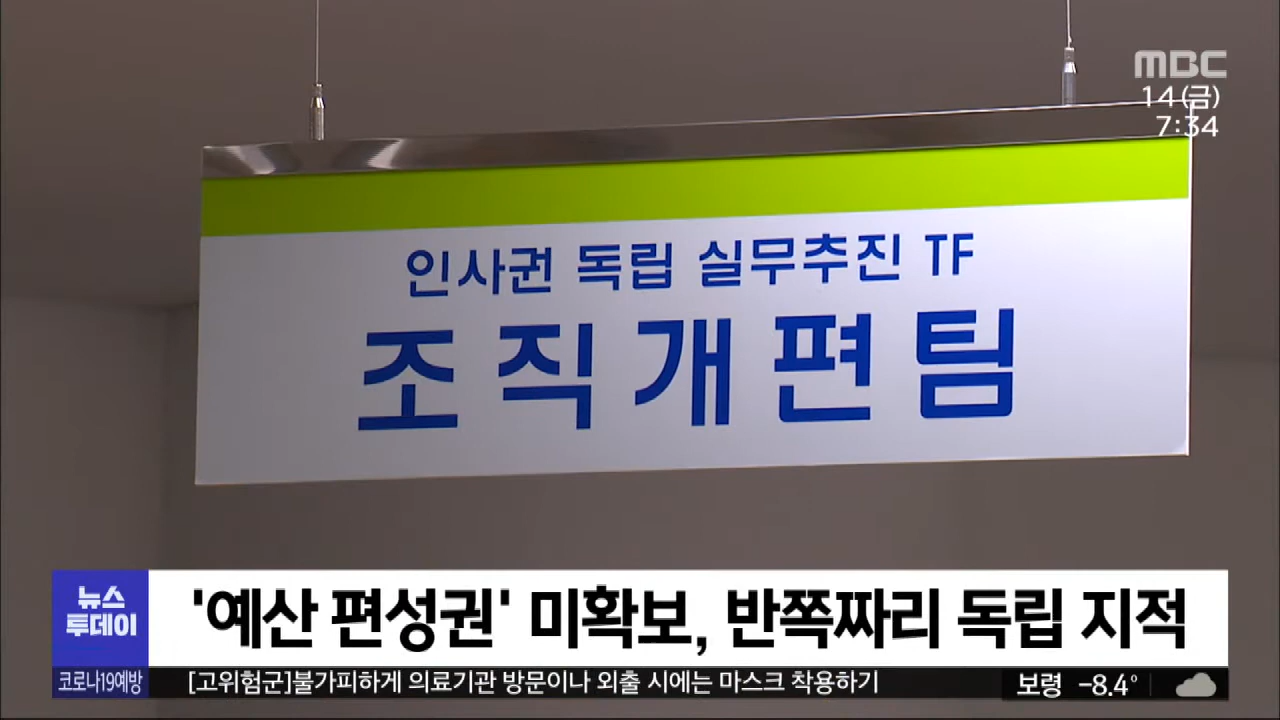 MBC
14(금)
7:34
인사권 독립 실무추진 TF
조직개편팀
뉴스
투데이
'예산 편성권' 미확보, 반쪽짜리 독립 지적
코로나19예방
[고위험군]불가피하게 의료기관 방문이나 외출 시에는 마스크 착용하기
보령 -8.4°